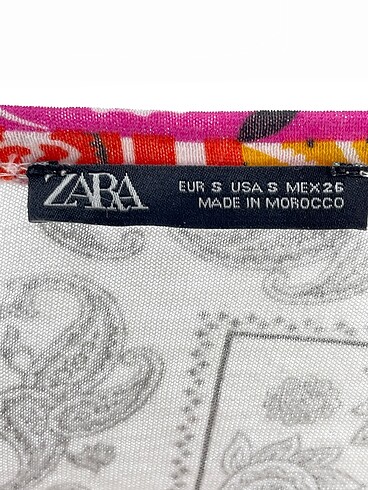 ZARA
EUR S USA S MEX 26
MADE IN MOROCCO